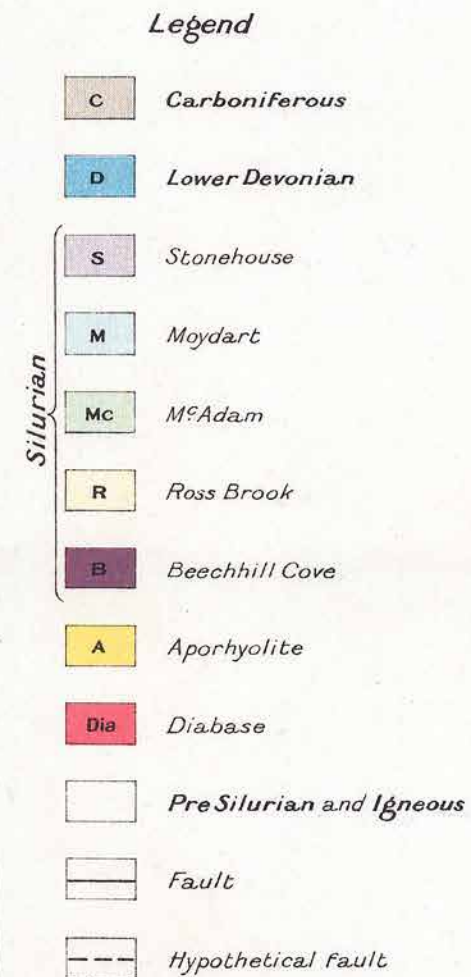 Legend
C Carboniferous
D Lower Devonian
Silurian
S Stonehouse
M Moydart
Mc McAdam
R Ross Brook
B Beechhill Cove
A Aporhyolite
Dia Diabase
Pre Silurian and Igneous
Fault
Hypothetical fault